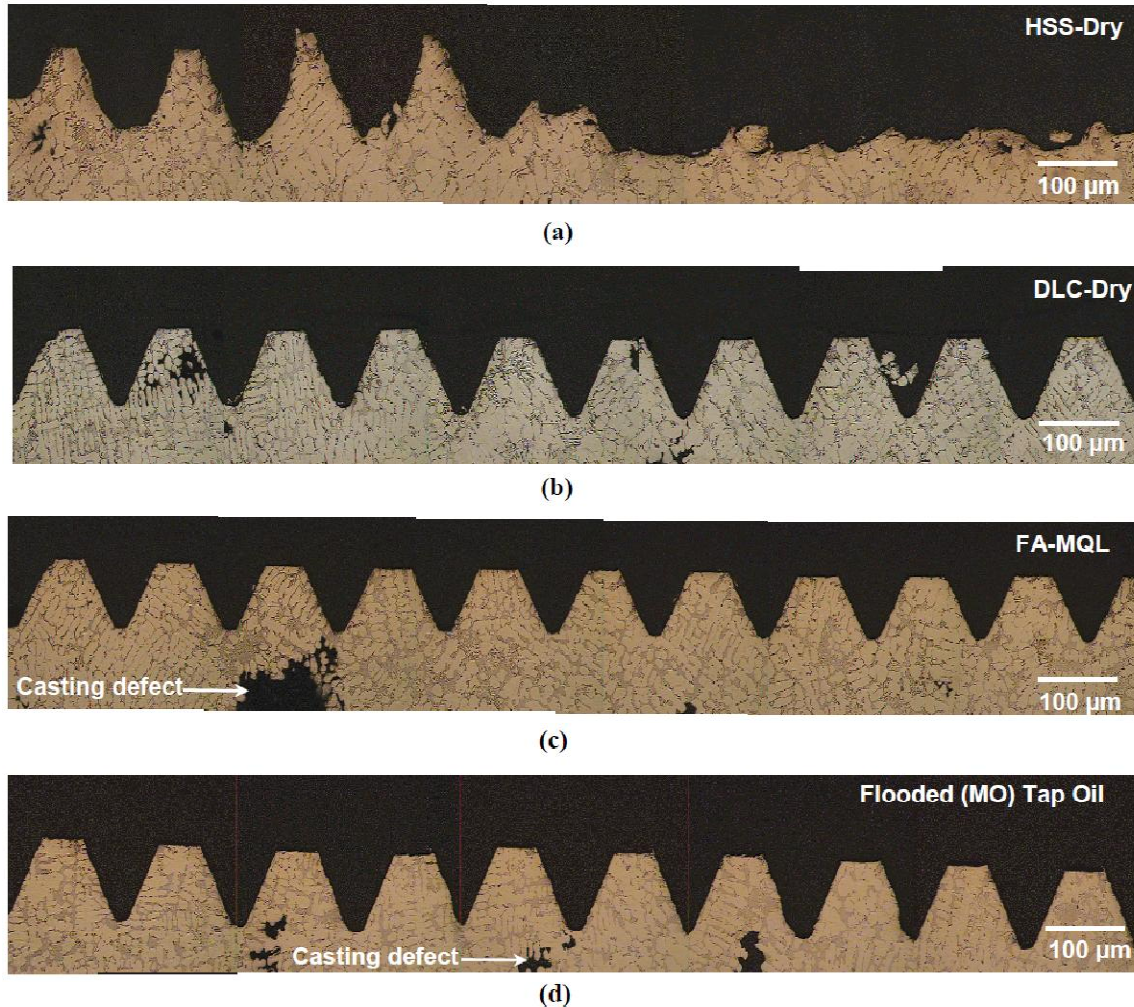 HSS-Dry
100 µm
(a)
DLC-Dry
100 µm
(b)
FA-MQL
Casting defect
100 µm
(c)
Flooded (MO) Tap Oil
Casting defect
100 µm
(d)